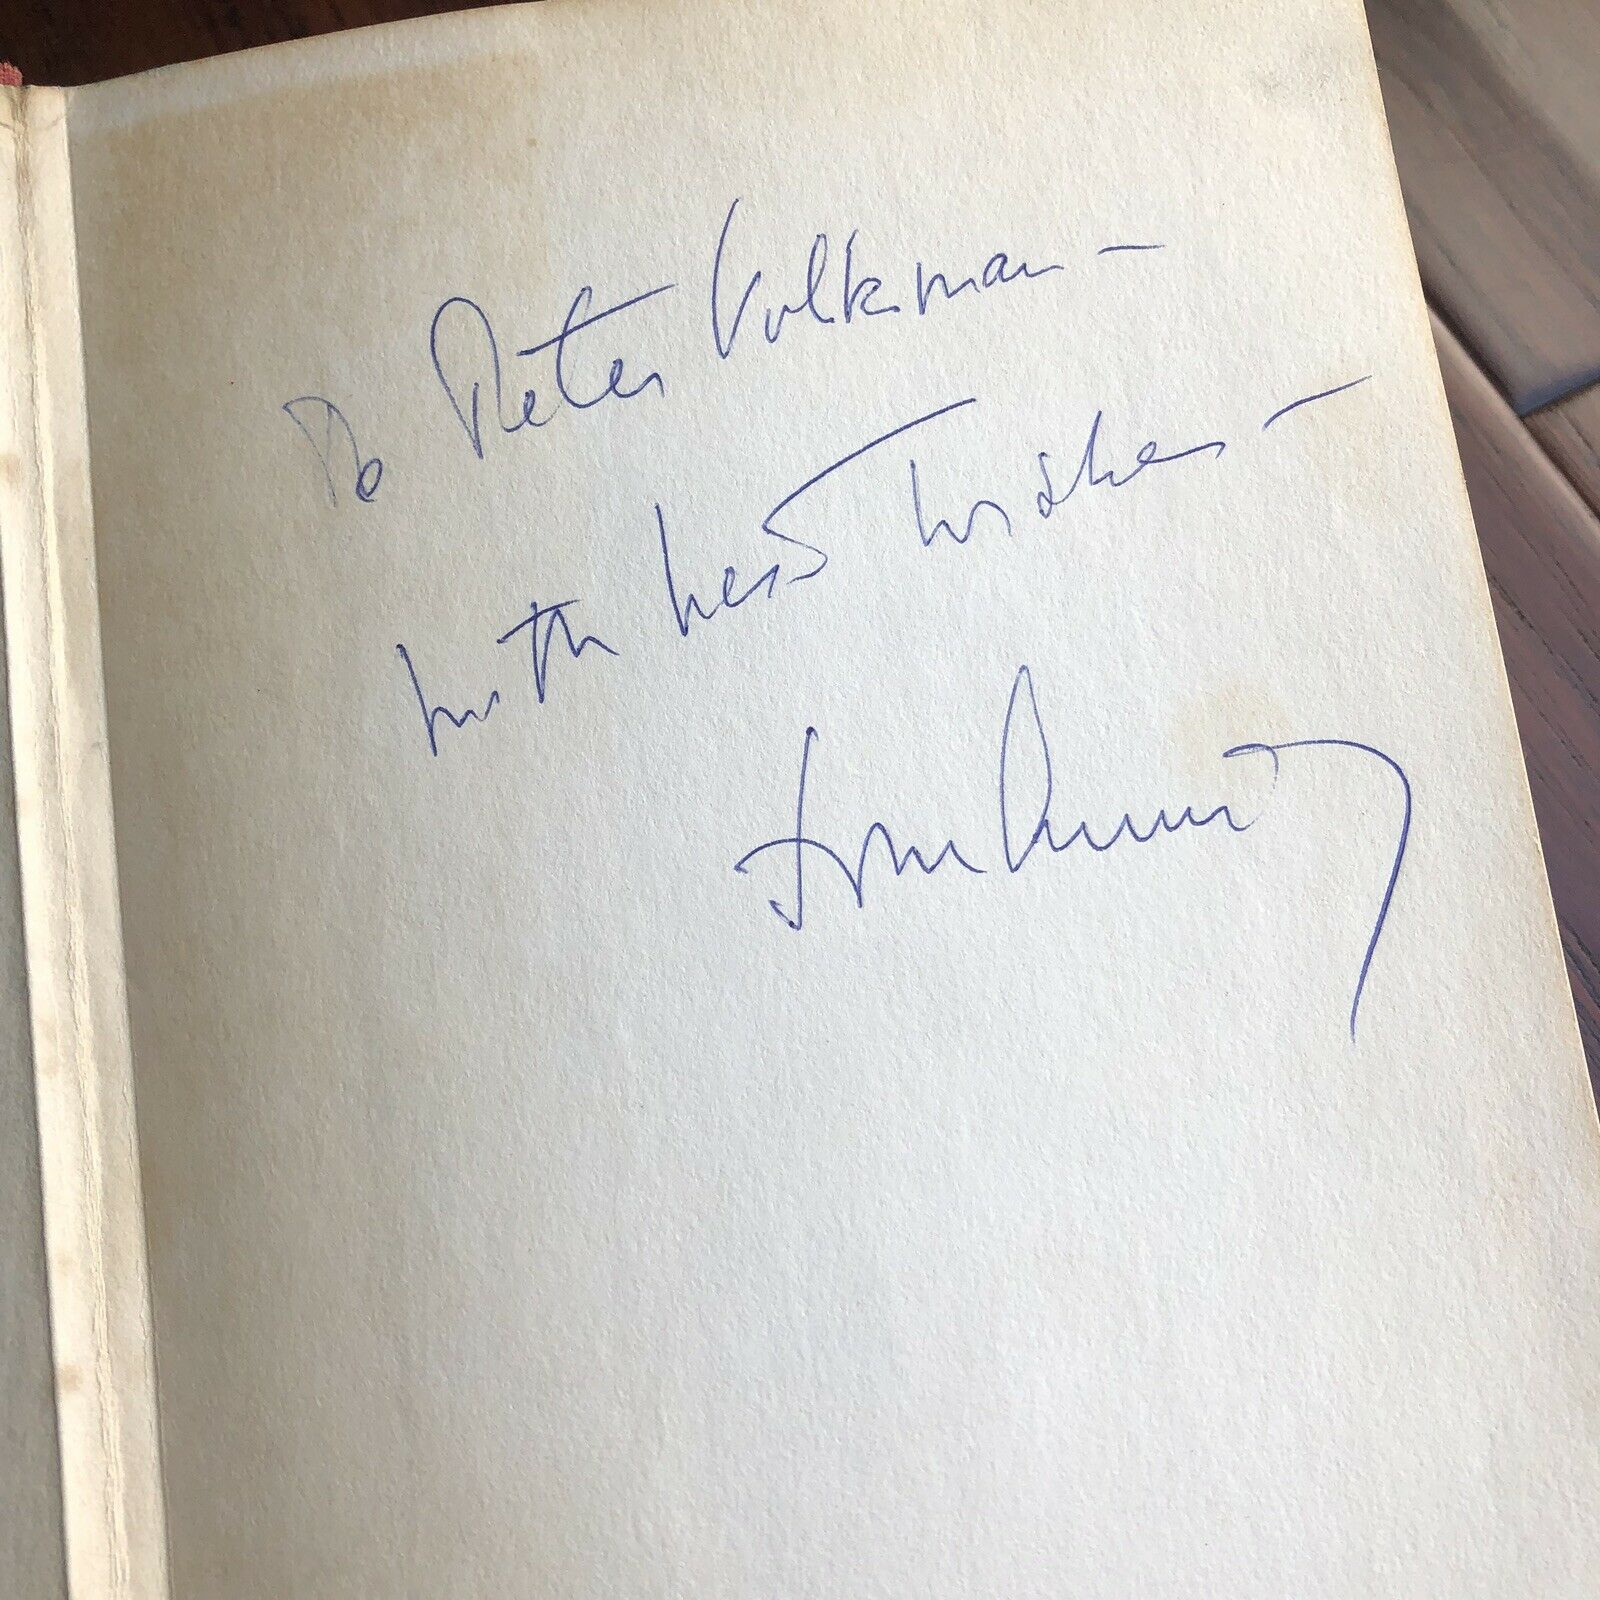 To Peter Volkman —
with best wishes —